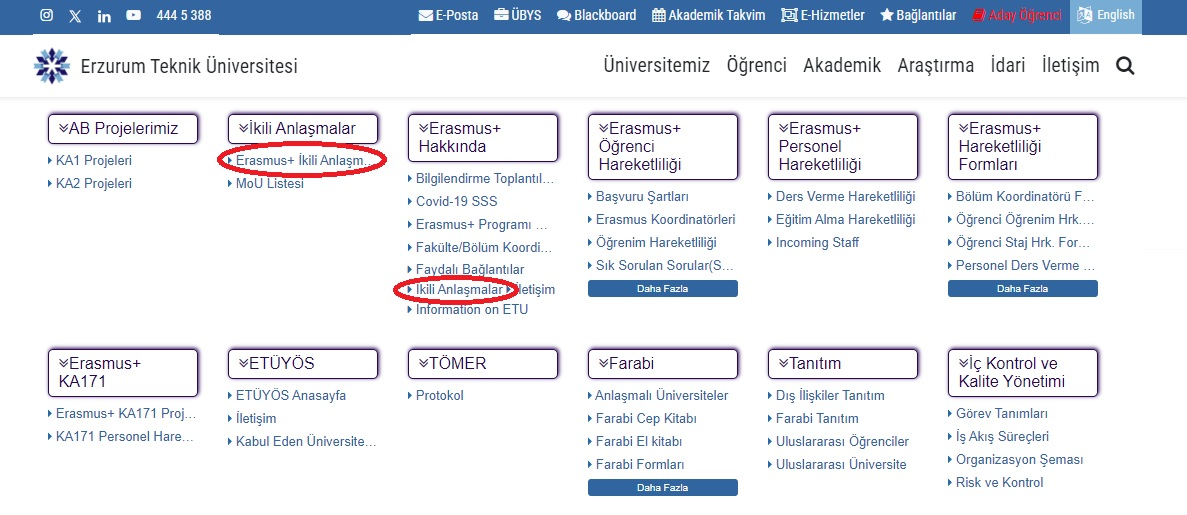 444 5 388 E-Posta ÜBYS Blackboard Akademik Takvim E-Hizmetler Bağlantılar Aday Öğrenci English
Erzurum Teknik Üniversitesi Üniversitemiz Öğrenci Akademik Araştırma İdari İletişim
AB Projelerimiz
KA1 Projeleri
KA2 Projeleri
İkili Anlaşmalar
Erasmus+ İkili Anlaşm...
MoU Listesi
Erasmus+
Hakkında
Bilgilendirme Toplantıl...
Covid-19 SSS
Erasmus+ Programı ...
Fakülte/Bölüm Koordi...
Faydalı Bağlantılar
İkili Anlaşmalar İletişim
Information on ETU
Erasmus+
Öğrenci
Hareketliliği
Başvuru Şartları
Erasmus Koordinatörleri
Öğrenim Hareketliliği
Sık Sorulan Sorular(S...
Daha Fazla
Erasmus+
Personel
Hareketliliği
Ders Verme Hareketliliği
Eğitim Alma Hareketliliği
Incoming Staff
Erasmus+
Hareketliliği
Formları
Bölüm Koordinatörü F...
Öğrenci Öğrenim Hrk....
Öğrenci Staj Hrk. For...
Personel Ders Verme ...
Daha Fazla
Erasmus+
KA171
Erasmus+ KA171 Proj...
KA171 Personel Hare...
ETÜYÖS
ETÜYÖS Anasayfa
İletişim
Kabul Eden Üniversite...
TÖMER
Protokol
Farabi
Anlaşmalı Üniversiteler
Farabi Cep Kitabı
Farabi El kitabı
Farabi Formları
Daha Fazla
Tanıtım
Dış İlişkiler Tanıtım
Farabi Tanıtım
Uluslararası Öğrenciler
Uluslararası Üniversite
İç Kontrol ve
Kalite Yönetimi
Görev Tanımları
İş Akış Süreçleri
Organizasyon Şeması
Risk ve Kontrol